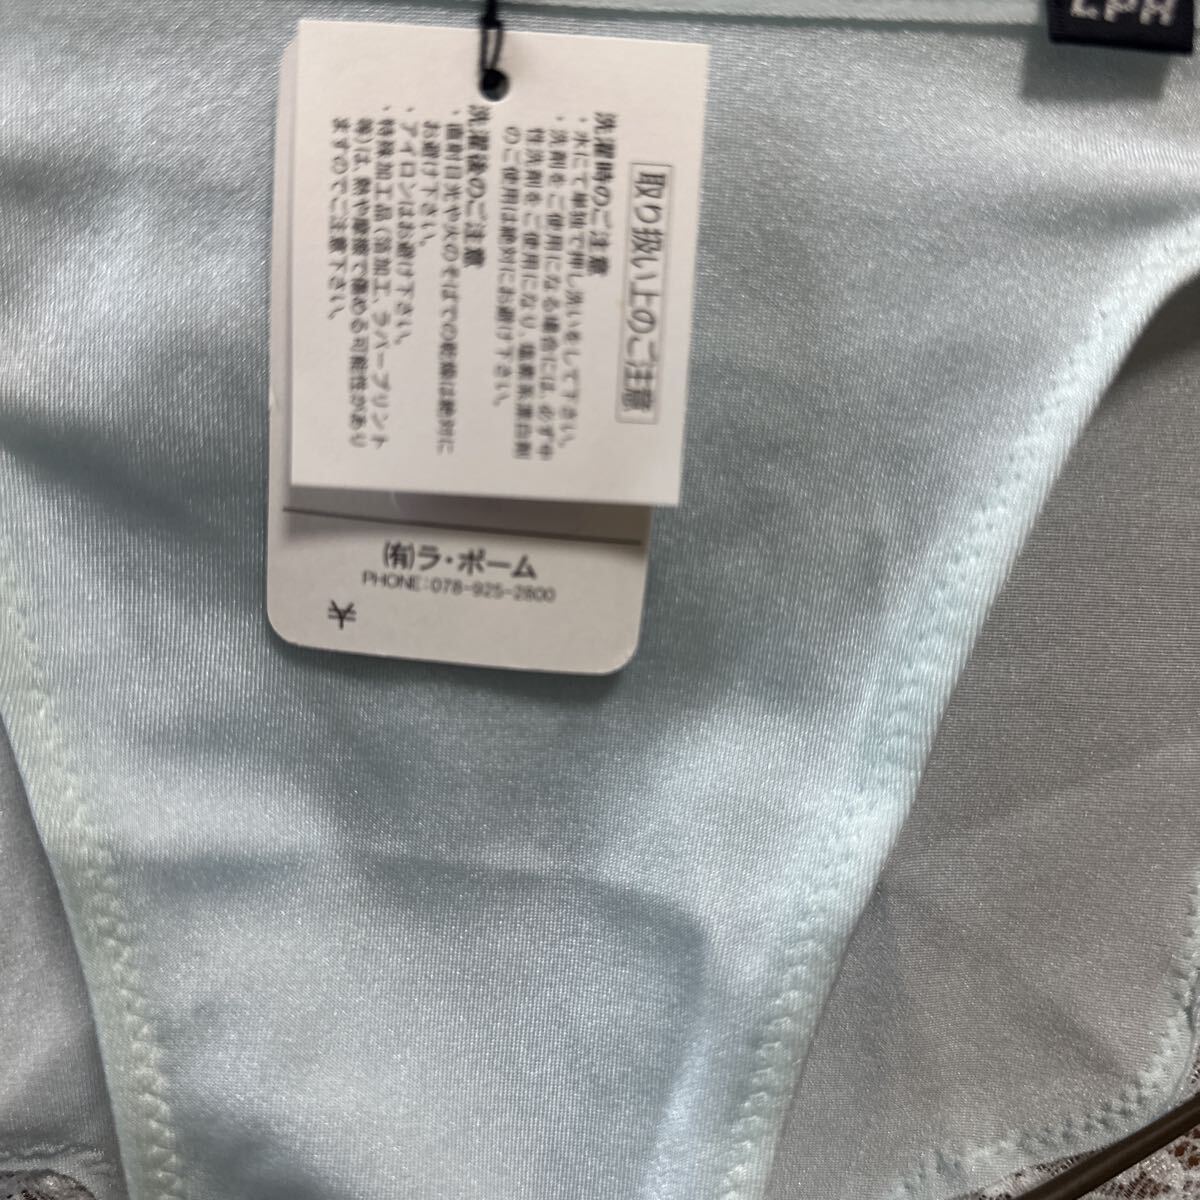 取り扱い上のご注意
洗濯時のご注意
・水にて単独で押し洗いをして下さい。
・洗剤をご使用になる場合には、必ず中
性洗剤をご使用になり、塩素系漂白剤
のご使用は絶対にお避け下さい。
洗濯後のご注意
・直射日光や火のそばでの乾燥は絶対に
お避け下さい。
・アイロンはお避け下さい。
・特殊加工品(箔加工、ラバープリント
等)は、熱や摩擦で傷める可能性があり
ますのでご注意下さい。
㈲ラ・ボーム
PHONE:078-925-2800
¥